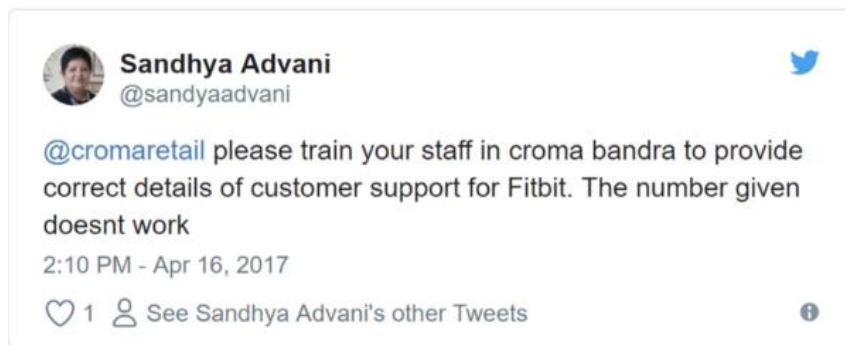 Sandhya Advani
@sandyaadvani
@cromaretail please train your staff in croma bandra to provide
correct details of customer support for Fitbit. The number given
doesnt work
2:10 PM - Apr 16, 2017
1 See Sandhya Advani's other Tweets